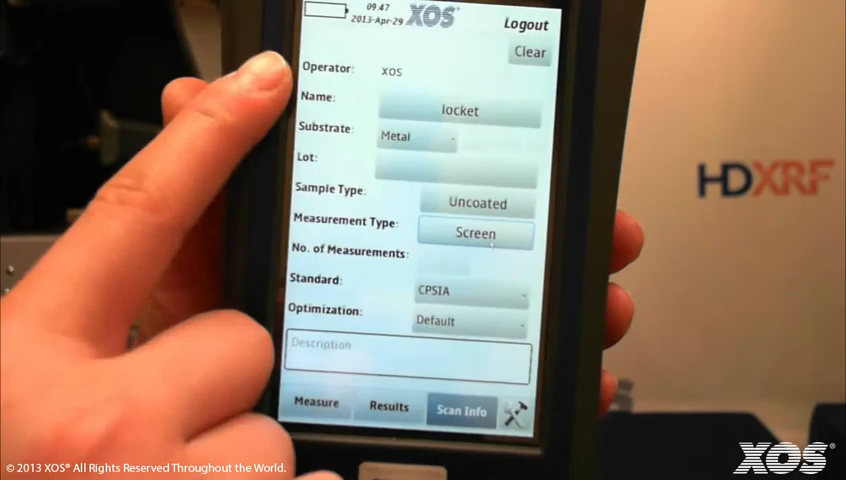 09.47
2013-Apr-29
XOS
Logout
Clear
Operator: XOS
Name: locket
Substrate: Metal
Lot:
Sample Type: Uncoated
Measurement Type: Screen
No. of Measurements:
Standard: CPSIA
Optimization: Default
Description
Measure Results Scan Info
HDXRF
© 2013 XOS® All Rights Reserved Throughout the World.
XOS®